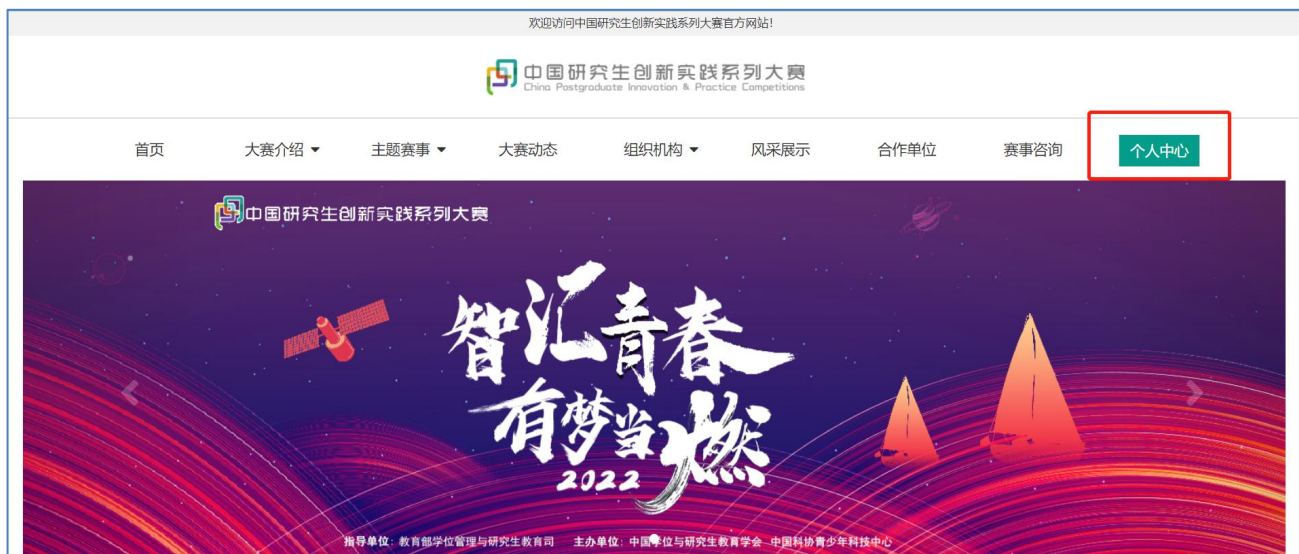 欢迎访问中国研究生创新实践系列大赛官方网站!
中国研究生创新实践系列大赛
China Postgraduate Innovation & Practice Competitions
首页 大赛介绍 主题赛事 大赛动态 组织机构 风采展示 合作单位 赛事咨询 个人中心
中国研究生创新实践系列大赛
智汇青春
有梦当燃
2022
指导单位:教育部学位管理与研究生教育司 主办单位:中国学位与研究生教育学会 中国科协青少年科技中心